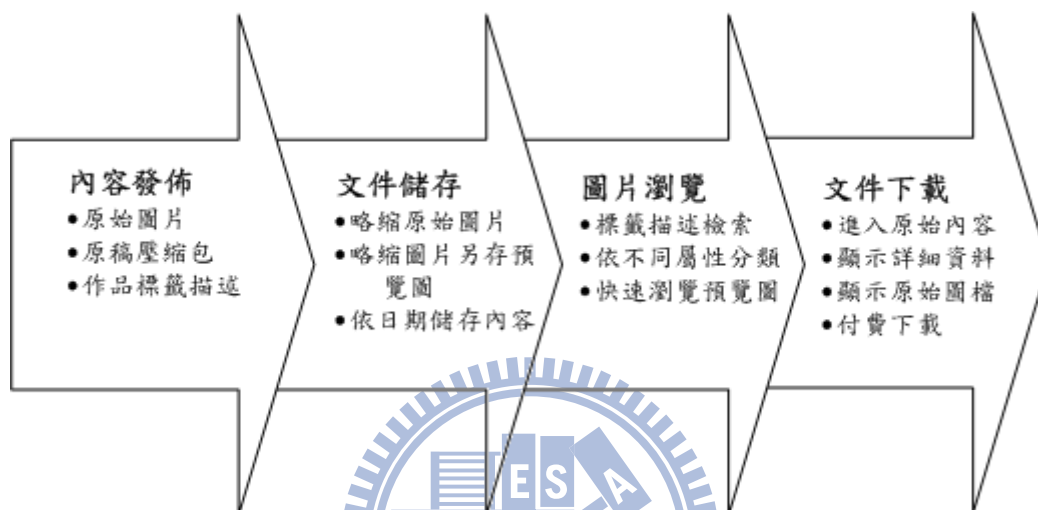 內容發佈
●原始圖片
●原稿壓缩包
●作品標籤描述
文件儲存
●略缩原始圖片
●略缩圖片另存預
覽圖
●依日期儲存內容
圖片瀏覽
●標籤描述檢索
●依不同屬性分類
●快速瀏覽預覽圖
文件下載
●進入原始內容
●顯示詳細資料
●顯示原始圖檔
●付費下載
ESA